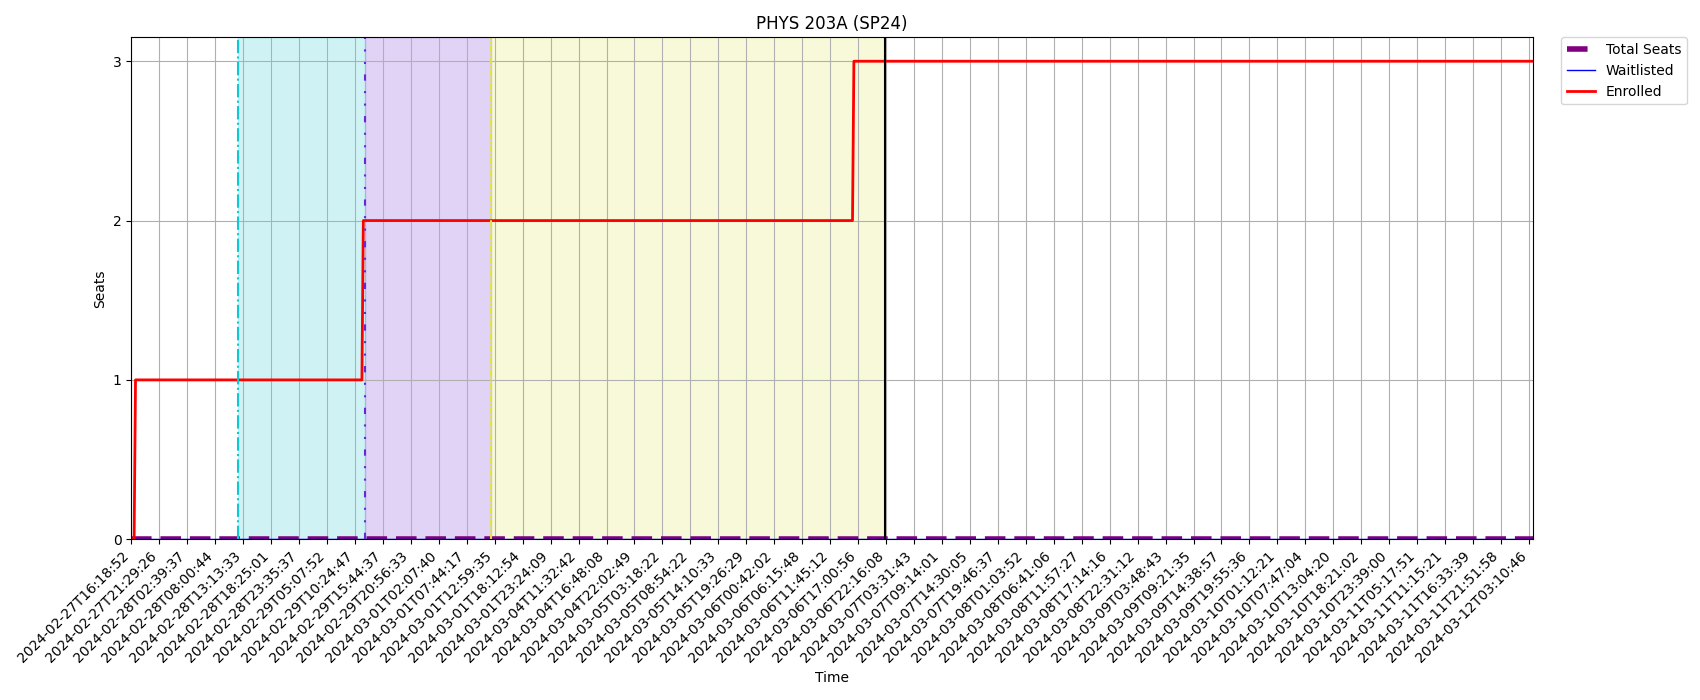 PHYS 203A (SP24)
Total Seats
Waitlisted
Enrolled
Seats
3
2
1
0
2024-02-27T16:18:52
2024-02-27T21:29:26
2024-02-28T02:39:37
2024-02-28T08:00:44
2024-02-28T13:13:33
2024-02-28T18:25:01
2024-02-28T23:35:37
2024-02-29T05:07:52
2024-02-29T10:24:47
2024-02-29T15:44:37
2024-02-29T20:56:33
2024-03-01T02:07:40
2024-03-01T07:44:17
2024-03-01T12:59:35
2024-03-01T18:12:54
2024-03-01T23:24:09
2024-03-04T11:32:42
2024-03-04T16:48:08
2024-03-04T22:02:49
2024-03-05T03:18:22
2024-03-05T08:54:22
2024-03-05T14:10:33
2024-03-05T19:26:29
2024-03-06T00:42:02
2024-03-06T06:15:48
2024-03-06T11:45:12
2024-03-06T17:00:56
2024-03-06T22:16:08
2024-03-07T03:31:43
2024-03-07T09:14:01
2024-03-07T14:30:05
2024-03-07T19:46:37
2024-03-08T01:03:52
2024-03-08T06:41:06
2024-03-08T11:57:27
2024-03-08T17:14:16
2024-03-08T22:31:12
2024-03-09T03:48:43
2024-03-09T09:21:35
2024-03-09T14:38:57
2024-03-09T19:55:36
2024-03-10T01:12:21
2024-03-10T07:47:04
2024-03-10T13:04:20
2024-03-10T18:21:02
2024-03-10T23:39:00
2024-03-11T05:17:51
2024-03-11T11:15:21
2024-03-11T16:33:39
2024-03-11T21:51:58
2024-03-12T03:10:46
Time